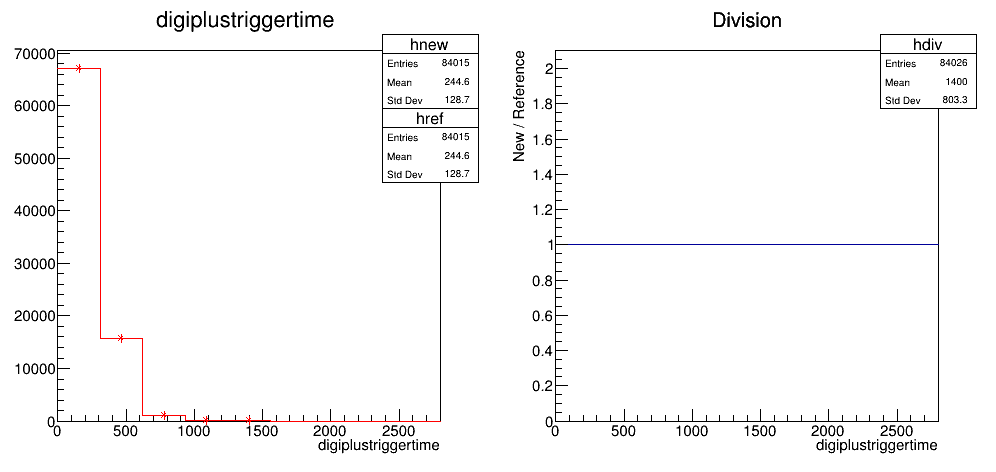 digiplustriggertime
hnew
Entries 84015
Mean 244.6
Std Dev 128.7
href
Entries 84015
Mean 244.6
Std Dev 128.7
70000
60000
50000
40000
30000
20000
10000
0
0 500 1000 1500 2000 2500
digiplustriggertime
Division
hdiv
Entries 84026
Mean 1400
Std Dev 803.3
New / Reference
2
1.8
1.6
1.4
1.2
1
0.8
0.6
0.4
0.2
0
0 500 1000 1500 2000 2500
digiplustriggertime